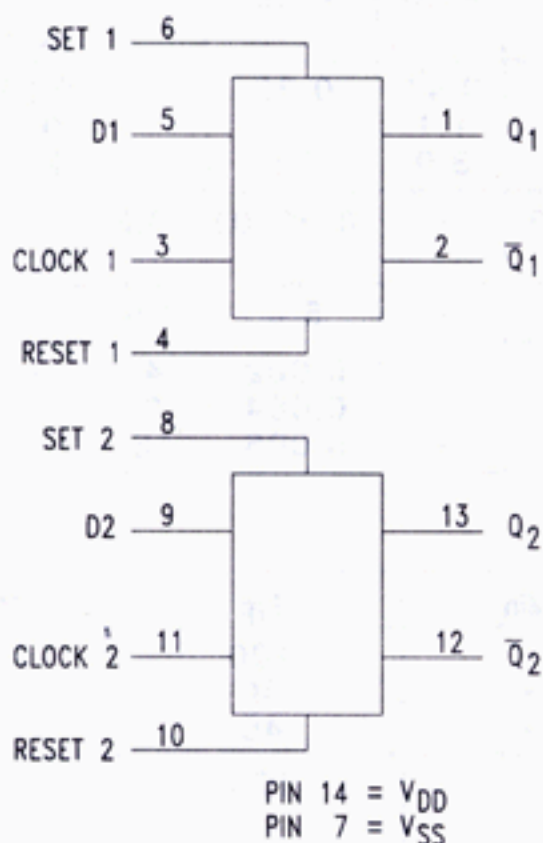 SET 1 6
D1 5 1 Q1
CLOCK 1 3 2 Q̅1
RESET 1 4
SET 2 8
D2 9 13 Q2
CLOCK 2 11 12 Q̅2
RESET 2 10
PIN 14 = VDD
PIN 7 = VSS